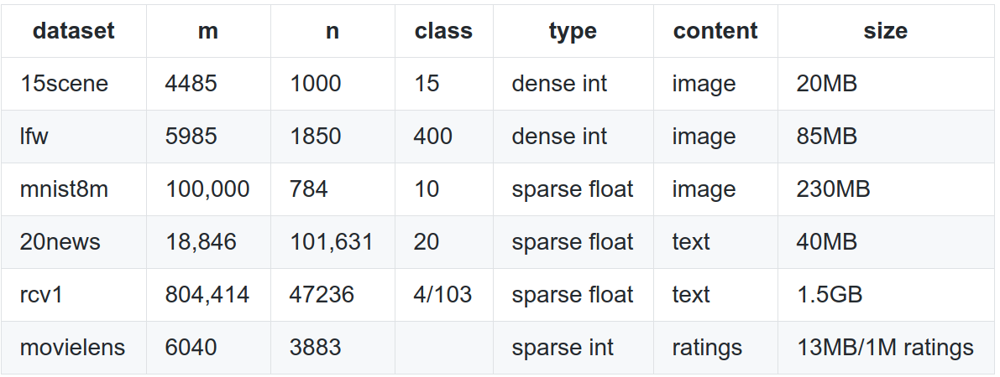 dataset m n class type content size
15scene 4485 1000 15 dense int image 20MB
lfw 5985 1850 400 dense int image 85MB
mnist8m 100,000 784 10 sparse float image 230MB
20news 18,846 101,631 20 sparse float text 40MB
rcv1 804,414 47236 4/103 sparse float text 1.5GB
movielens 6040 3883 sparse int ratings 13MB/1M ratings